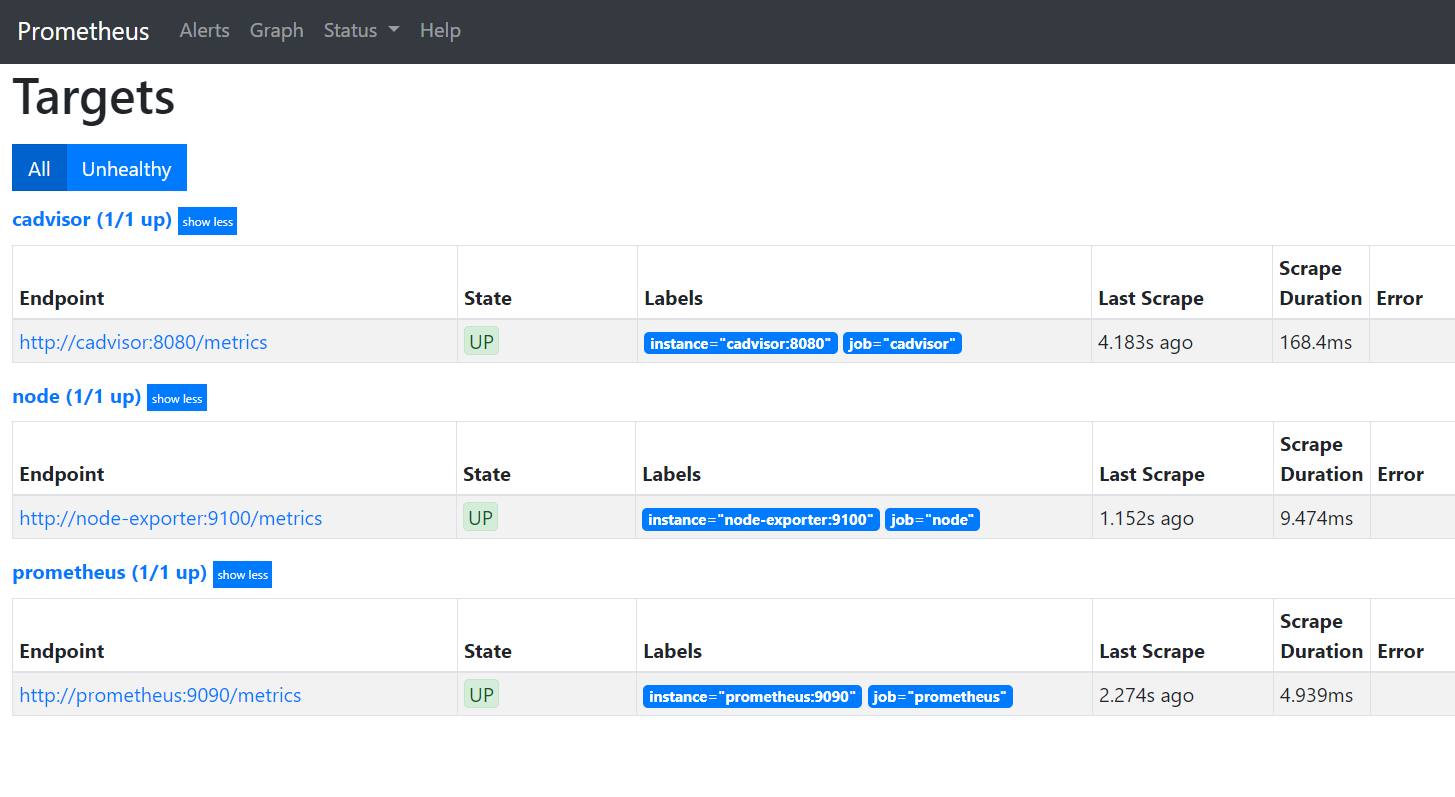 Prometheus Alerts Graph Status Help
Targets
All Unhealthy
cadvisor (1/1 up) show less
Endpoint State Labels Last Scrape Scrape Duration Error
http://cadvisor:8080/metrics UP instance="cadvisor:8080" job="cadvisor" 4.183s ago 168.4ms
node (1/1 up) show less
Endpoint State Labels Last Scrape Scrape Duration Error
http://node-exporter:9100/metrics UP instance="node-exporter:9100" job="node" 1.152s ago 9.474ms
prometheus (1/1 up) show less
Endpoint State Labels Last Scrape Scrape Duration Error
http://prometheus:9090/metrics UP instance="prometheus:9090" job="prometheus" 2.274s ago 4.939ms